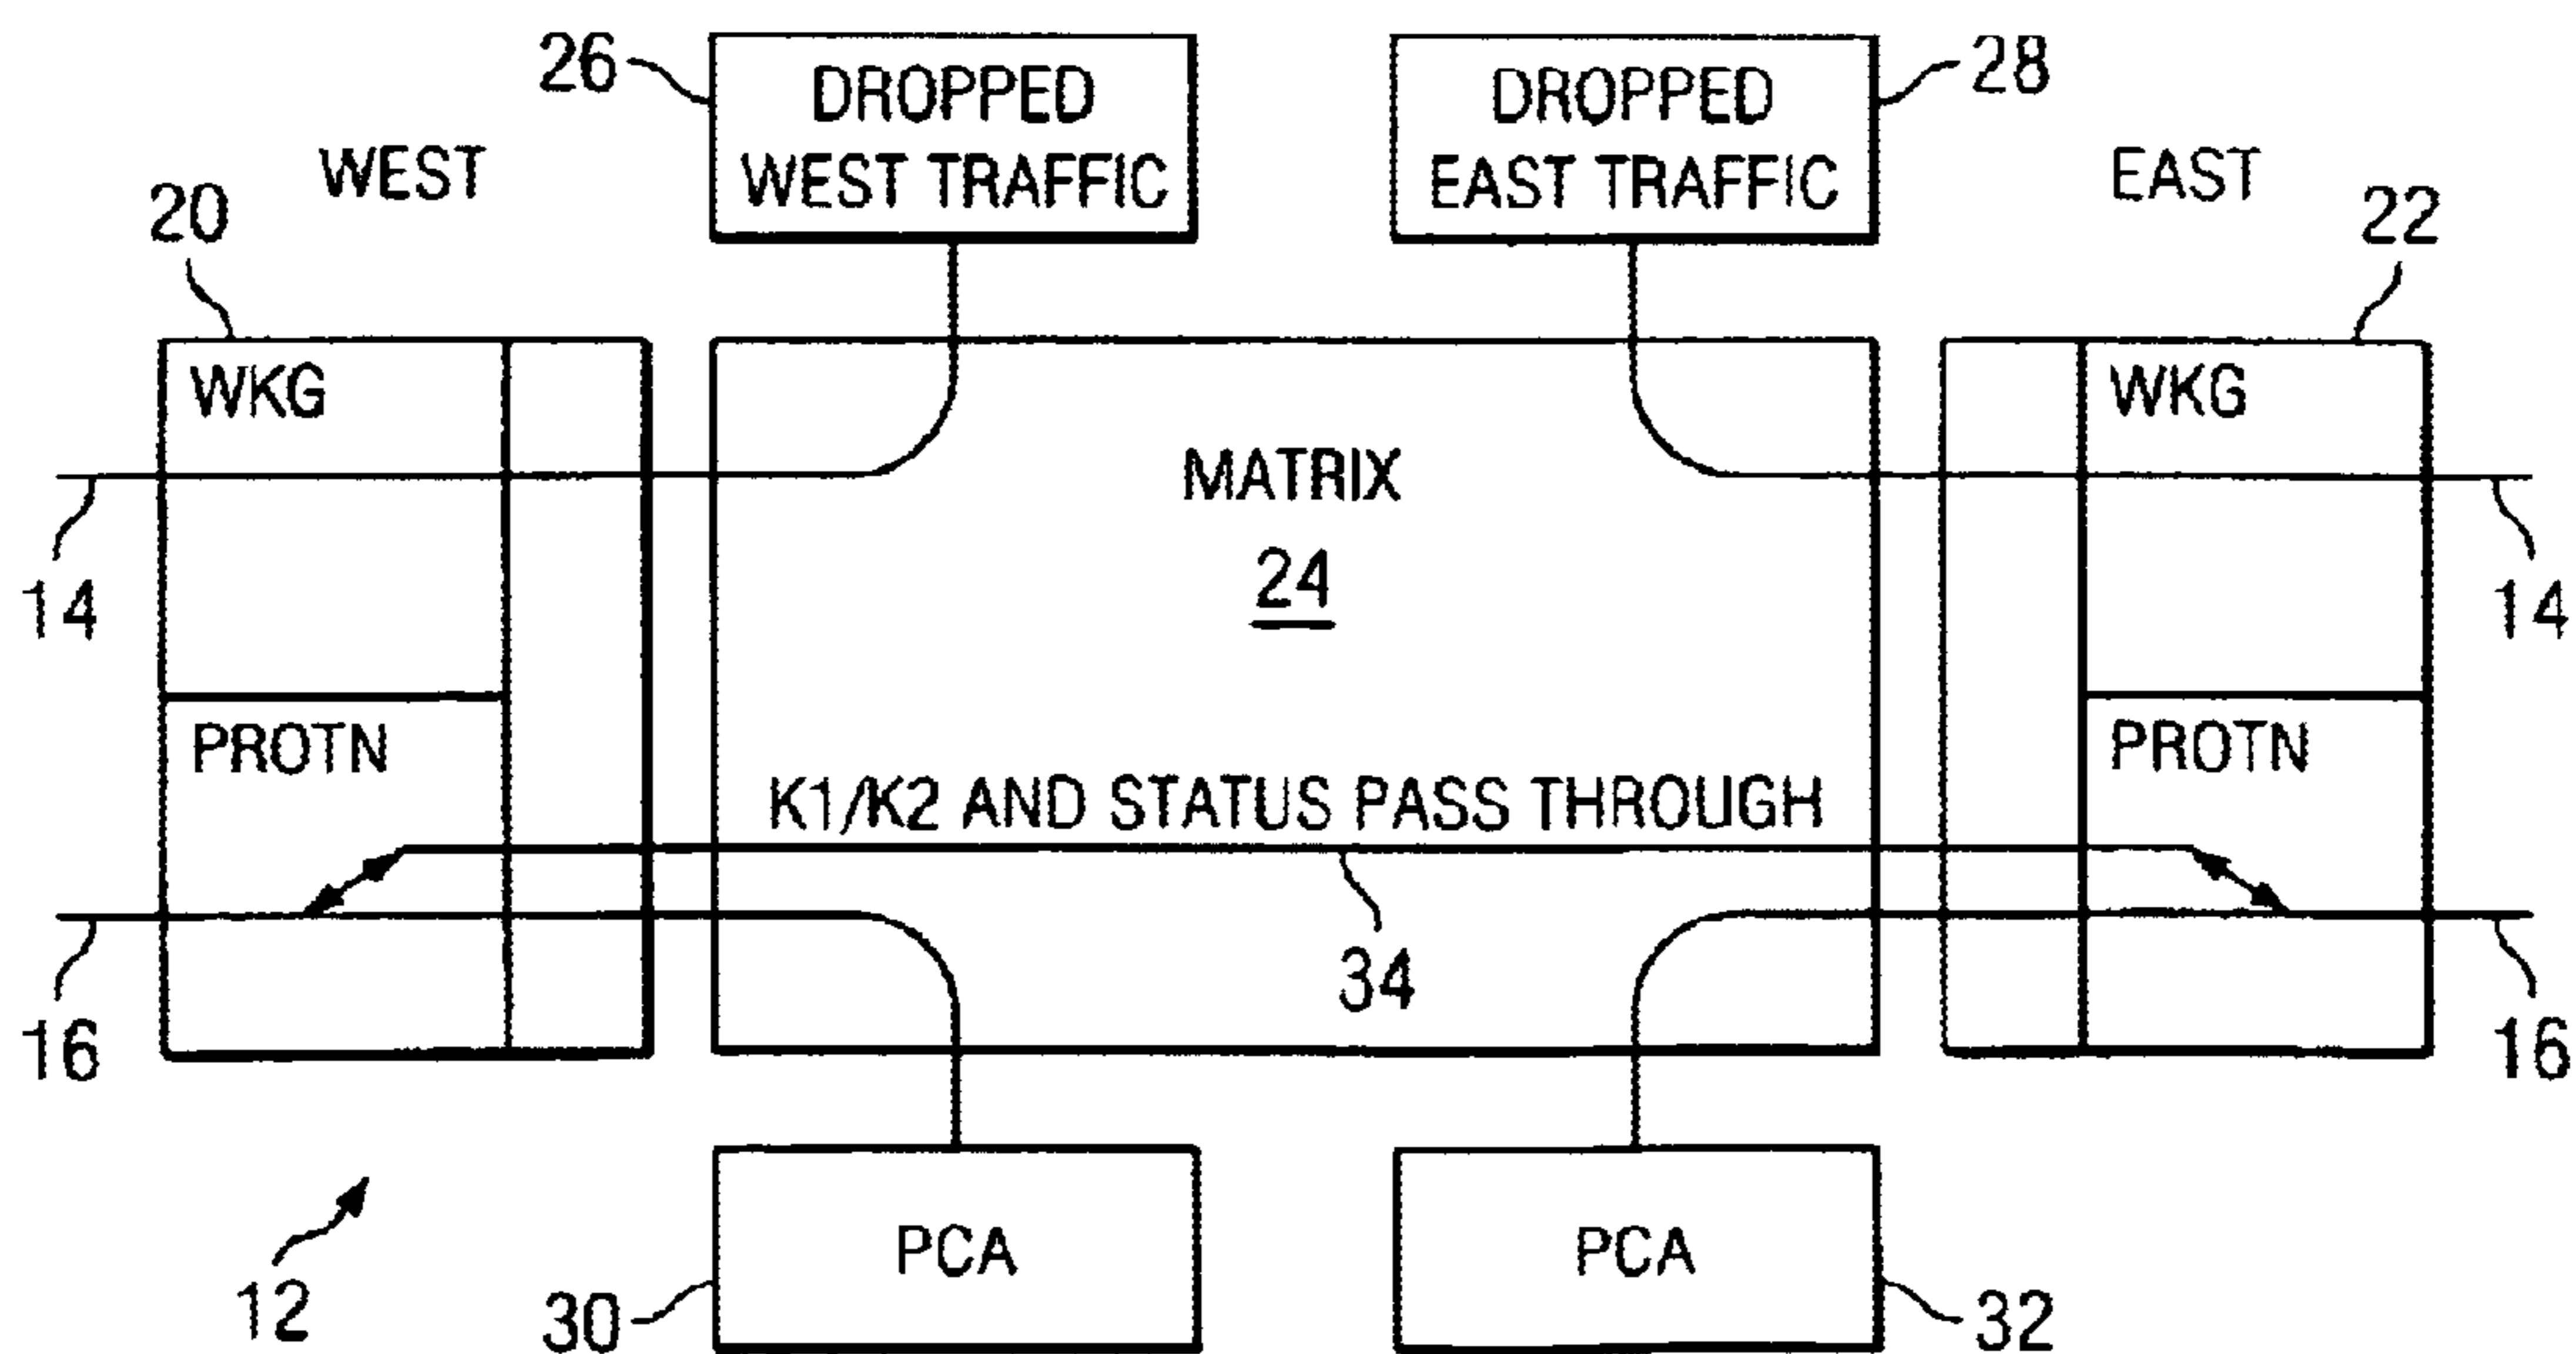 26
DROPPED
WEST TRAFFIC
DROPPED
EAST TRAFFIC
28
WEST
EAST
20
22
WKG
WKG
MATRIX
24
14
14
PROTN
PROTN
K1/K2 AND STATUS PASS THROUGH
34
16
16
12
30
PCA
PCA
32